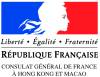 Liberté • Égalité • Fraternité
RÉPUBLIQUE FRANÇAISE
CONSULAT GÉNÉRAL DE FRANCE
À HONG KONG ET MACAO